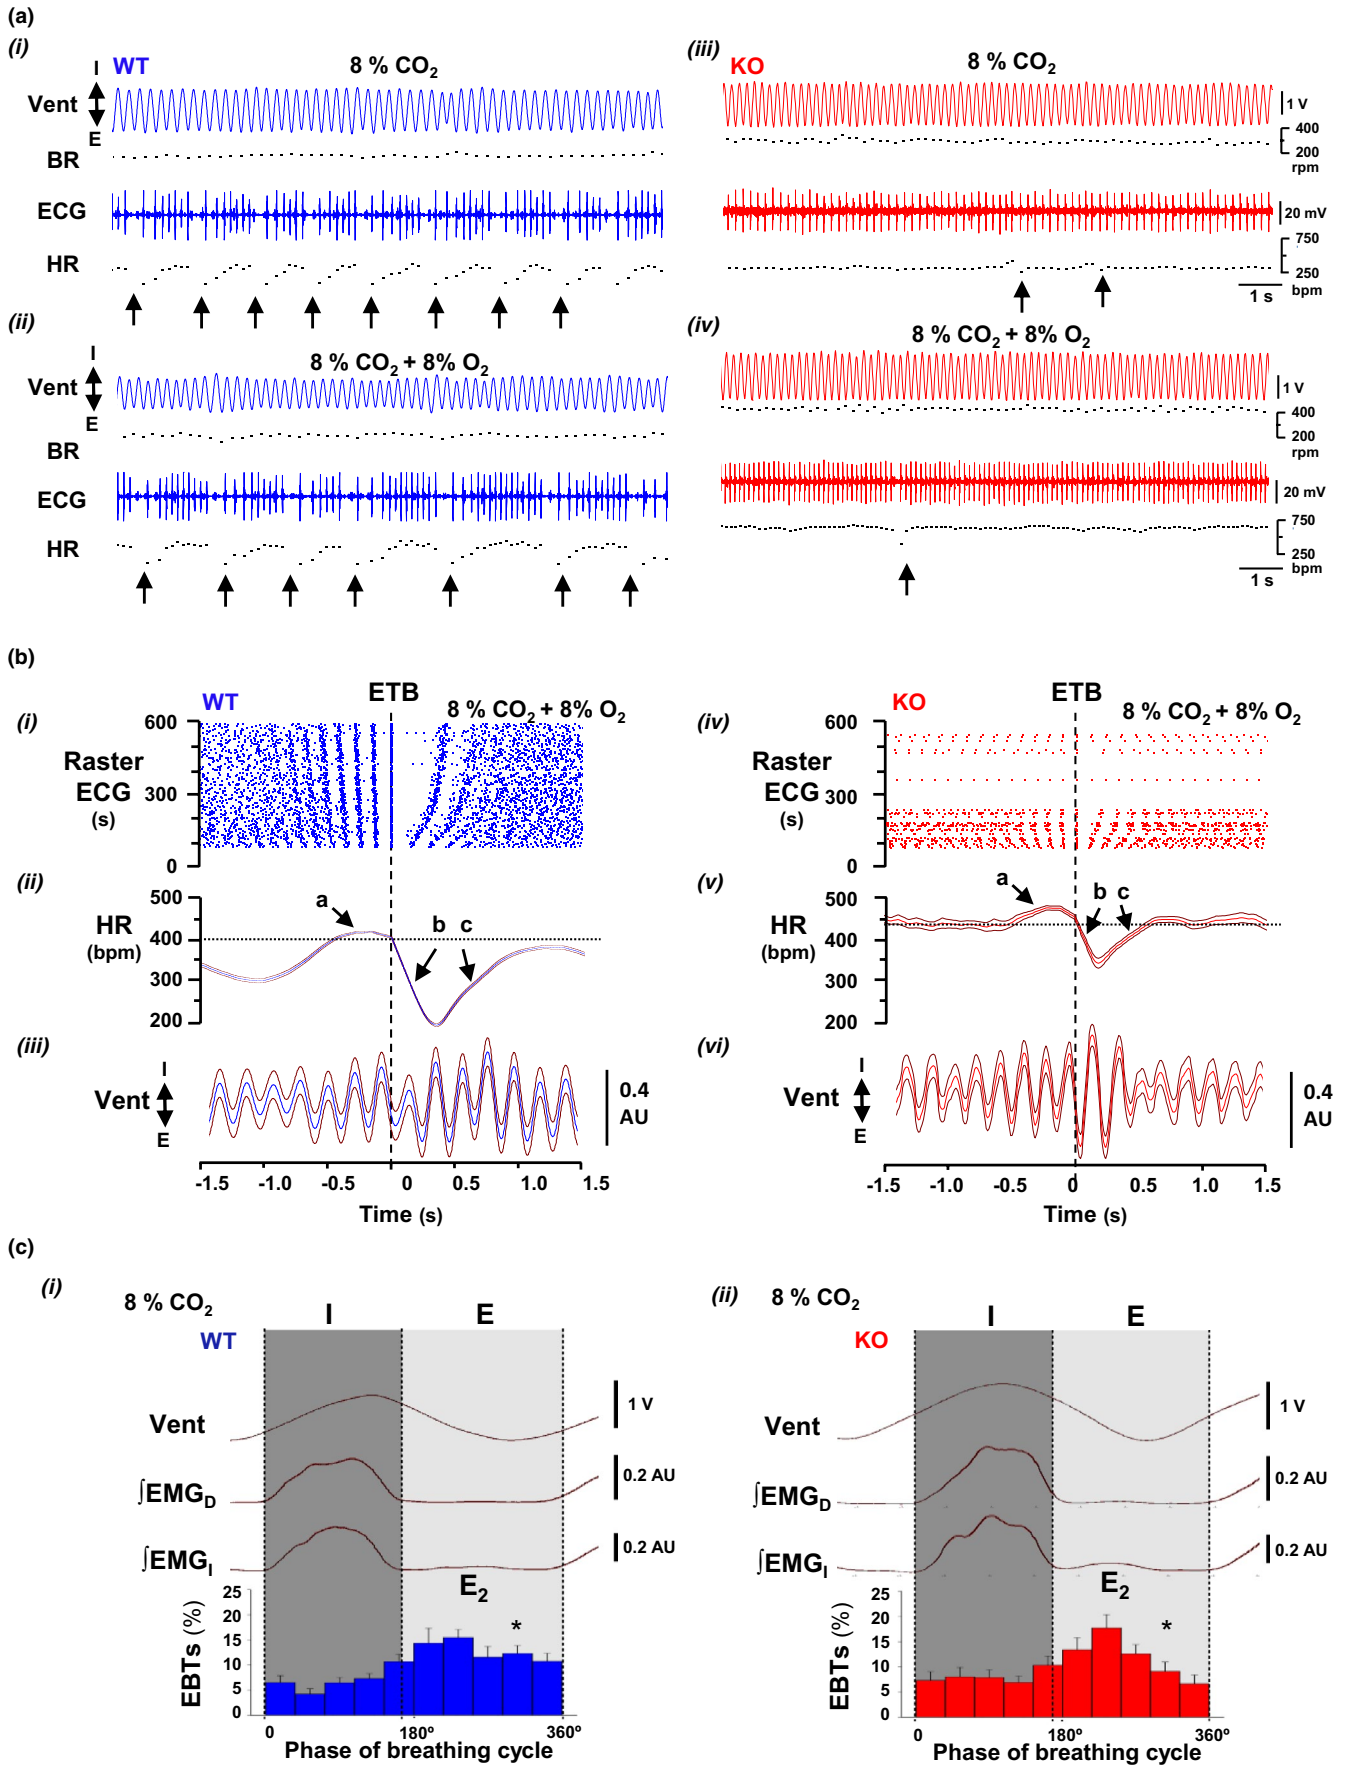 (a)
(i)
WT
8 % CO2
I
Vent
E
BR
ECG
HR
(iii)
KO
8 % CO2
1 V
400
200
rpm
20 mV
750
250
bpm
1 s
(ii)
8 % CO2 + 8% O2
I
Vent
E
BR
ECG
HR
(iv)
8 % CO2 + 8% O2
1 V
400
200
rpm
20 mV
750
250
bpm
1 s
(b)
WT
ETB
8 % CO2 + 8% O2
(i)
600
300
0
Raster
ECG
(s)
(ii)
500
400
300
200
HR
(bpm)
a
b
c
(iii)
I
Vent
E
0.4
AU
-1.5
-1.0
-0.5
0
0.5
1.0
1.5
Time (s)
KO
ETB
8 % CO2 + 8% O2
(iv)
600
300
0
Raster
ECG
(s)
(v)
500
400
300
200
HR
(bpm)
a
b
c
(vi)
I
Vent
E
0.4
AU
-1.5
-1.0
-0.5
0
0.5
1.0
1.5
Time (s)
(c)
(i)
8 % CO2
WT
I
E
Vent
1 V
∫EMGD
0.2 AU
∫EMGI
0.2 AU
E2
*
EBTs (%)
25
20
15
10
5
0
0
180º
360º
Phase of breathing cycle
(ii)
8 % CO2
KO
I
E
Vent
1 V
∫EMGD
0.2 AU
∫EMGI
0.2 AU
E2
*
EBTs (%)
25
20
15
10
5
0
0
180º
360º
Phase of breathing cycle